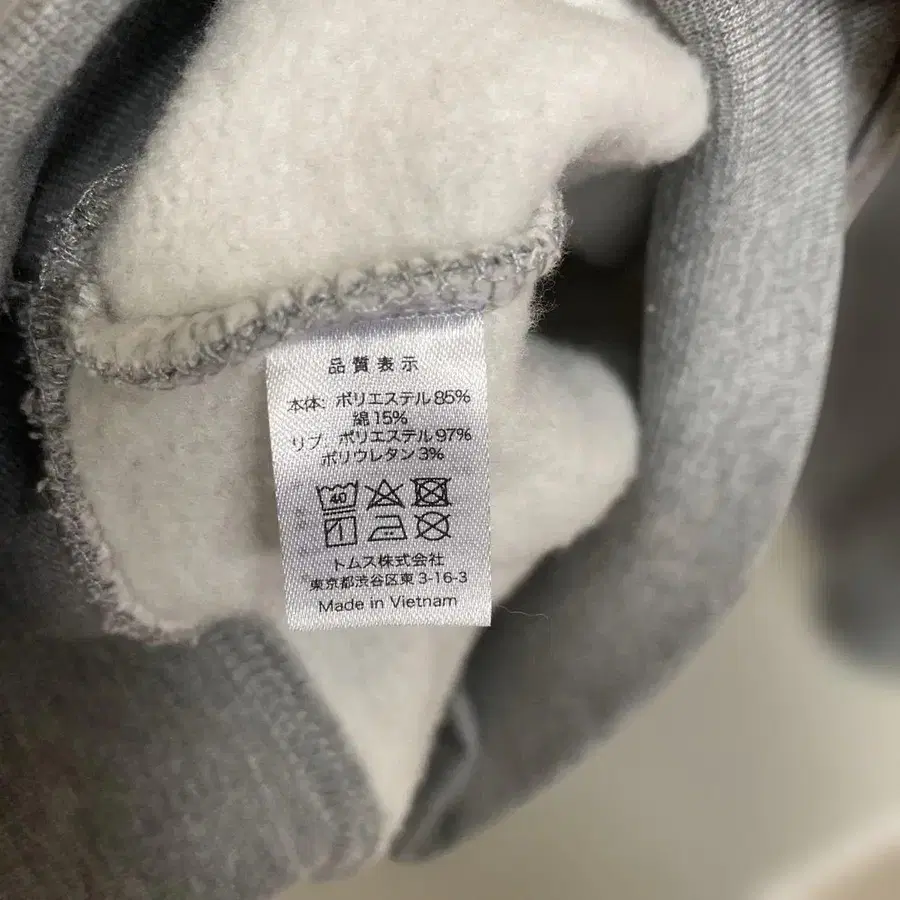 品質表示
本体: ポリエステル85%
綿15%
リブ ポリエステル97%
ポリウレタン 3%
40
トムス株式会社
東京都渋谷区東 3-16-3
Made in Vietnam